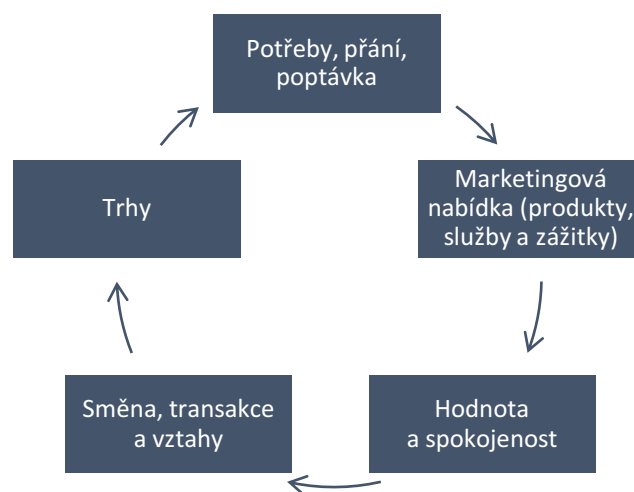 Potřeby, přání,
poptávka
Marketingová
nabídka (produkty,
služby a zážitky)
Hodnota
a spokojenost
Směna, transakce
a vztahy
Trhy